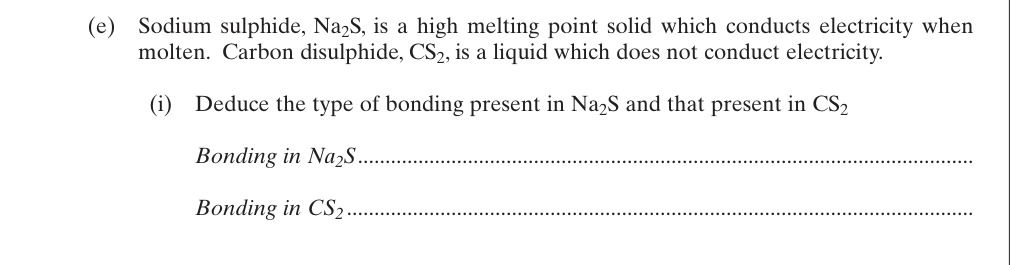 (e) Sodium sulphide, Na₂S, is a high melting point solid which conducts electricity when
molten. Carbon disulphide, CS₂, is a liquid which does not conduct electricity.
(i) Deduce the type of bonding present in Na₂S and that present in CS₂
Bonding in Na₂S..............................................................................................................
Bonding in CS₂................................................................................................................